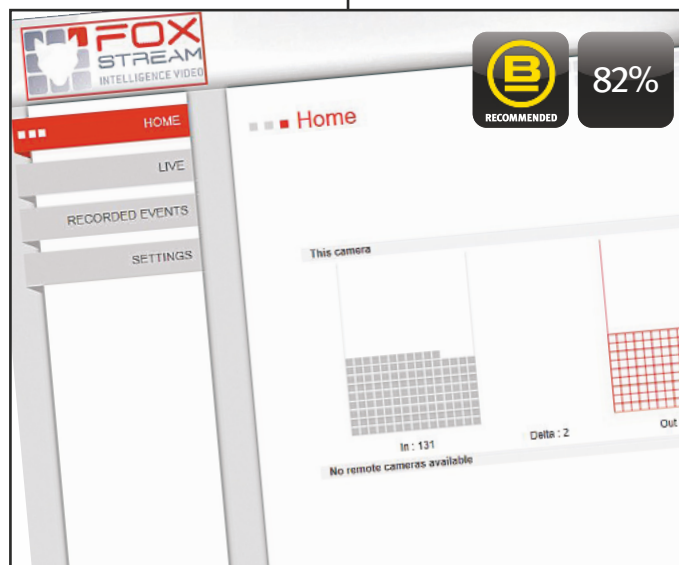 FOX
STREAM
INTELLIGENCE VIDEO
B
RECOMMENDED
82%
HOME
LIVE
RECORDED EVENTS
SETTINGS
Home
This camera
In : 131
Delta : 2
Out
No remote cameras available